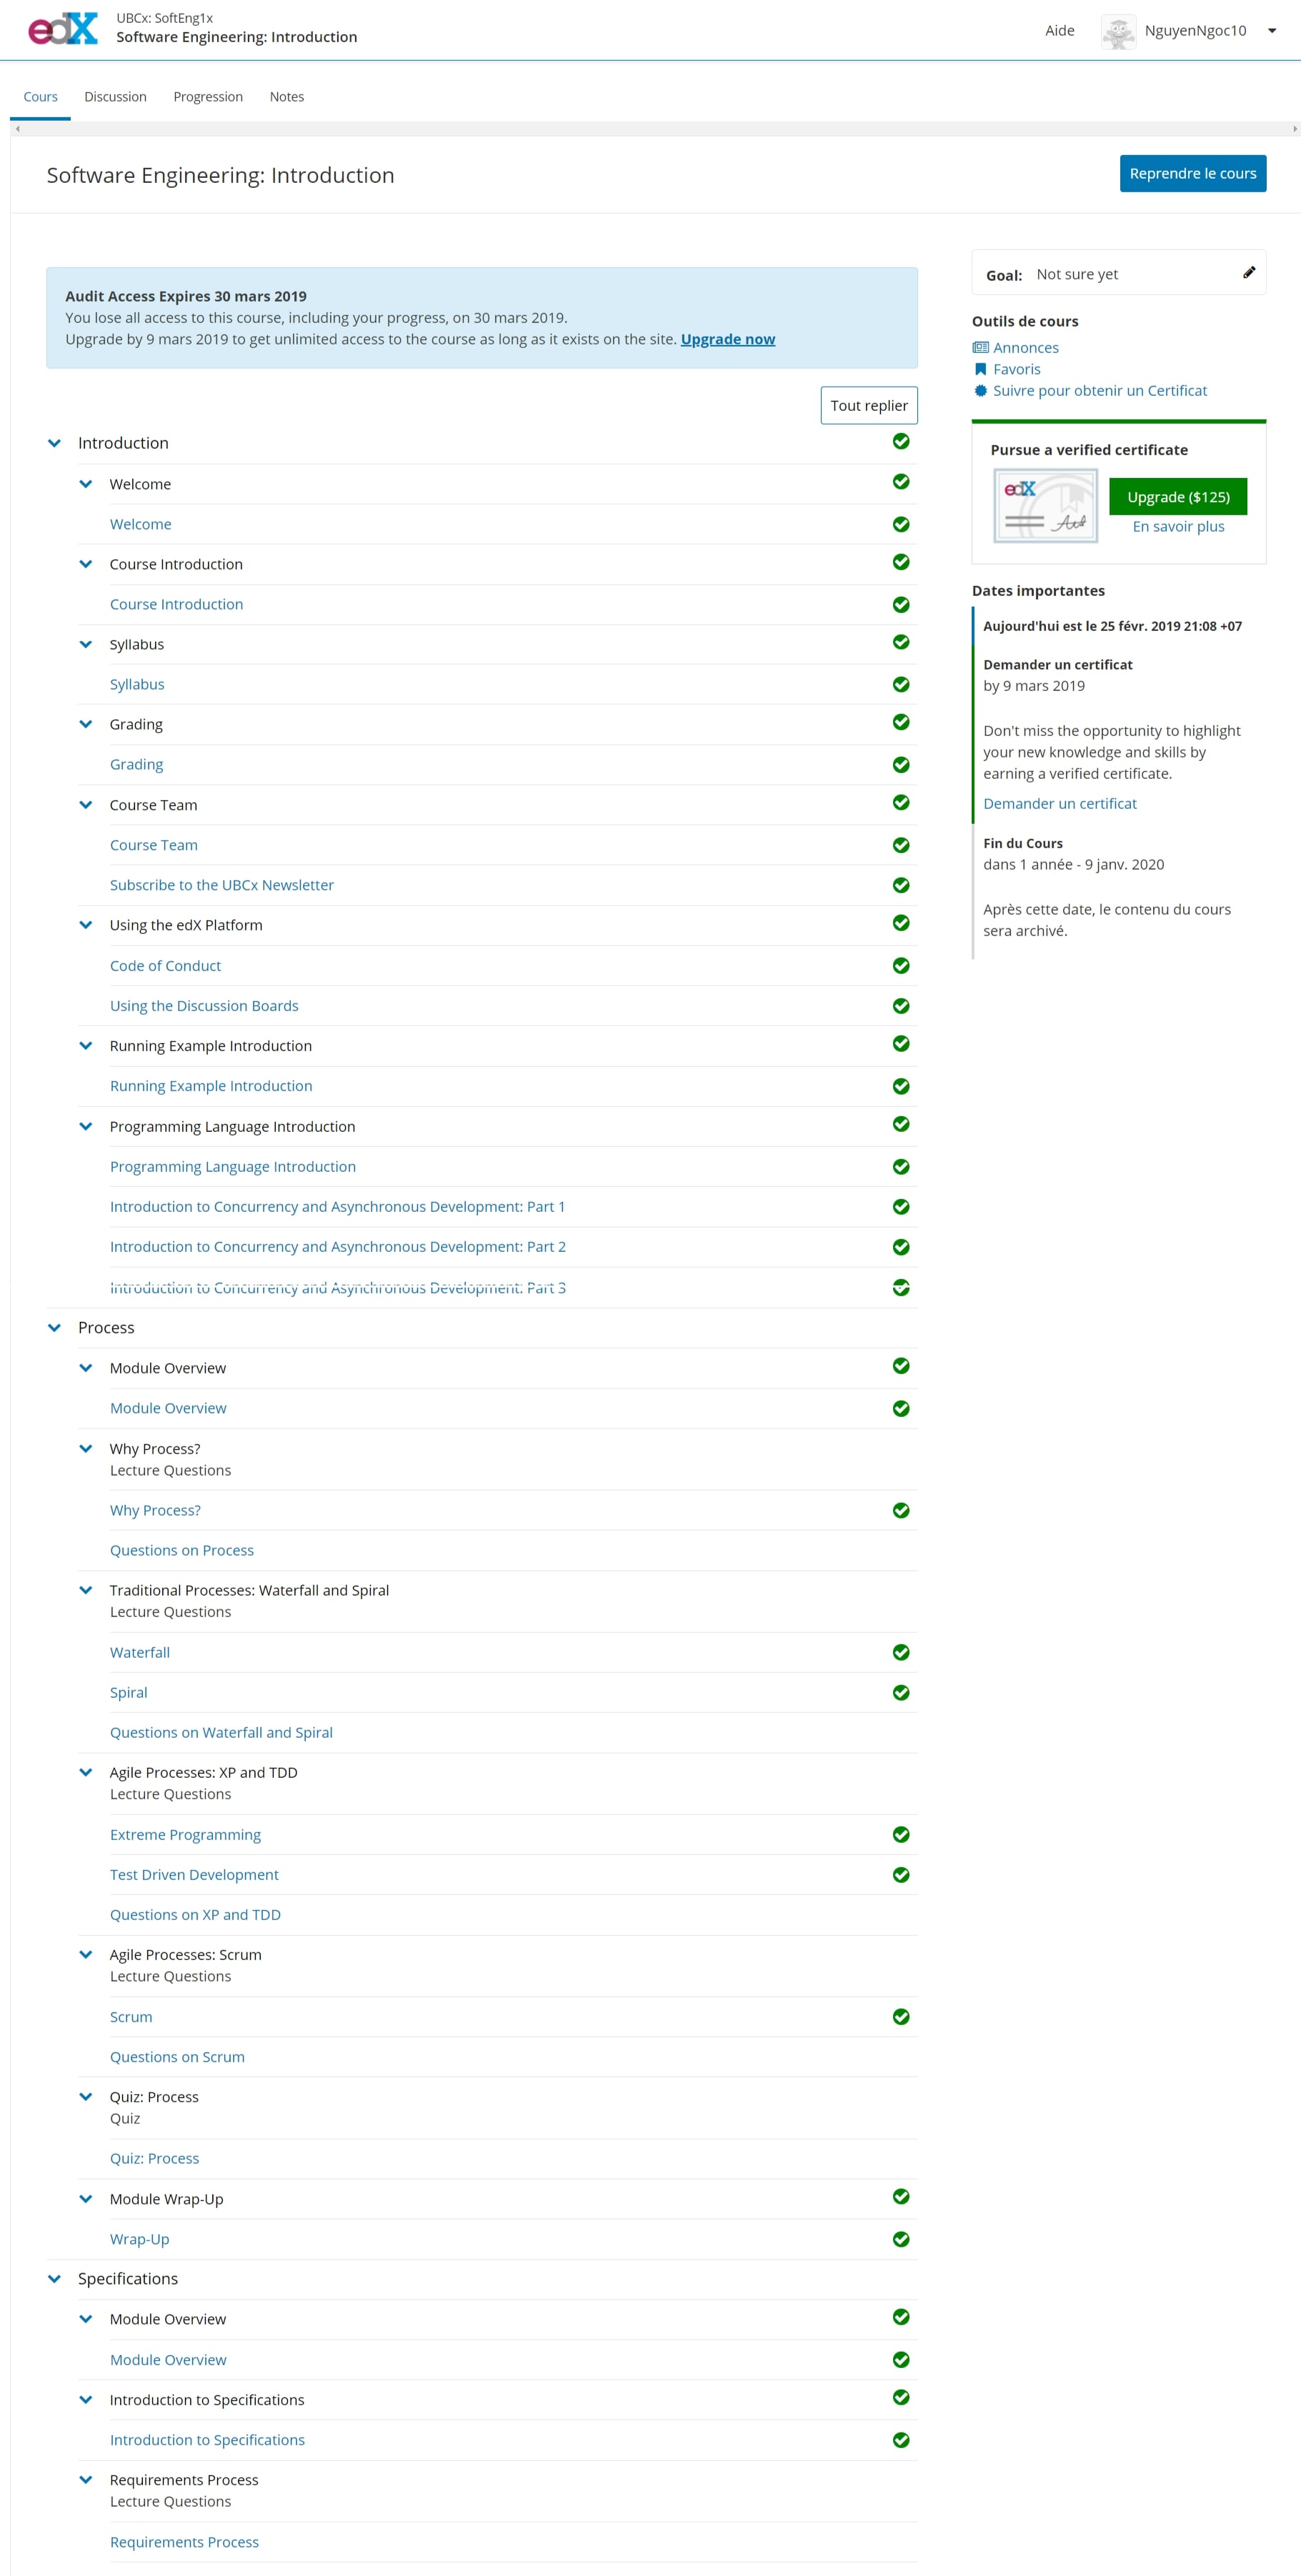 edX
UBCx: SoftEng1x
Software Engineering: Introduction
Aide
NguyenNgoc10
Cours
Discussion
Progression
Notes
Software Engineering: Introduction
Reprendre le cours
Audit Access Expires 30 mars 2019
You lose all access to this course, including your progress, on 30 mars 2019.
Upgrade by 9 mars 2019 to get unlimited access to the course as long as it exists on the site. Upgrade now
Tout replier
Introduction
Welcome
Welcome
Course Introduction
Course Introduction
Syllabus
Syllabus
Grading
Grading
Course Team
Course Team
Subscribe to the UBCx Newsletter
Using the edX Platform
Code of Conduct
Using the Discussion Boards
Running Example Introduction
Running Example Introduction
Programming Language Introduction
Programming Language Introduction
Introduction to Concurrency and Asynchronous Development: Part 1
Introduction to Concurrency and Asynchronous Development: Part 2
Introduction to Concurrency and Asynchronous Development: Part 3
Process
Module Overview
Module Overview
Why Process?
Lecture Questions
Why Process?
Questions on Process
Traditional Processes: Waterfall and Spiral
Lecture Questions
Waterfall
Spiral
Questions on Waterfall and Spiral
Agile Processes: XP and TDD
Lecture Questions
Extreme Programming
Test Driven Development
Questions on XP and TDD
Agile Processes: Scrum
Lecture Questions
Scrum
Questions on Scrum
Quiz: Process
Quiz
Quiz: Process
Module Wrap-Up
Wrap-Up
Specifications
Module Overview
Module Overview
Introduction to Specifications
Introduction to Specifications
Requirements Process
Lecture Questions
Requirements Process
Goal: Not sure yet
Outils de cours
Annonces
Favoris
Suivre pour obtenir un Certificat
Pursue a verified certificate
edX
Upgrade ($125)
En savoir plus
Dates importantes
Aujourd'hui est le 25 févr. 2019 21:08 +07
Demander un certificat
by 9 mars 2019
Don't miss the opportunity to highlight
your new knowledge and skills by
earning a verified certificate.
Demander un certificat
Fin du Cours
dans 1 année - 9 janv. 2020
Après cette date, le contenu du cours
sera archivé.